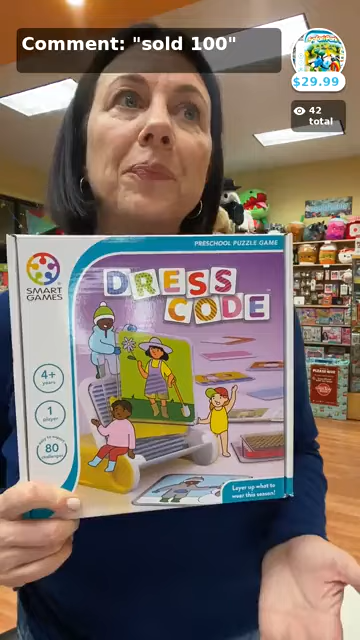 Comment: "sold 100"
$29.99
42
total
PRESCHOOL PUZZLE GAME
SMART
GAMES
DRESS
CODE
4+
years
1
player
80
challenges
Layer up what to
wear this season!